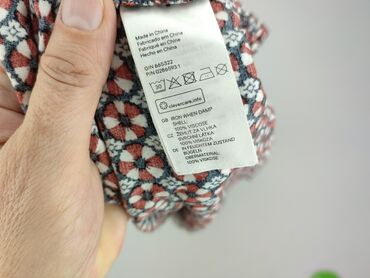 Made in China
Fabricado em China
Fabriqué en Chine
Hecho en China
O/N 665322
P/N 0286593.1
30
clevercare.info
GB IRON WHEN DAMP
SHELL:
100% VISCOSE
CZ ŽEHLIT ZA VLHKA
SVRCHNÍ LÁTKA
100% VISKÓZA
DE IN FEUCHTEM ZUSTAND
BÜGELN
OBERMATERIAL:
100% VISKOSE